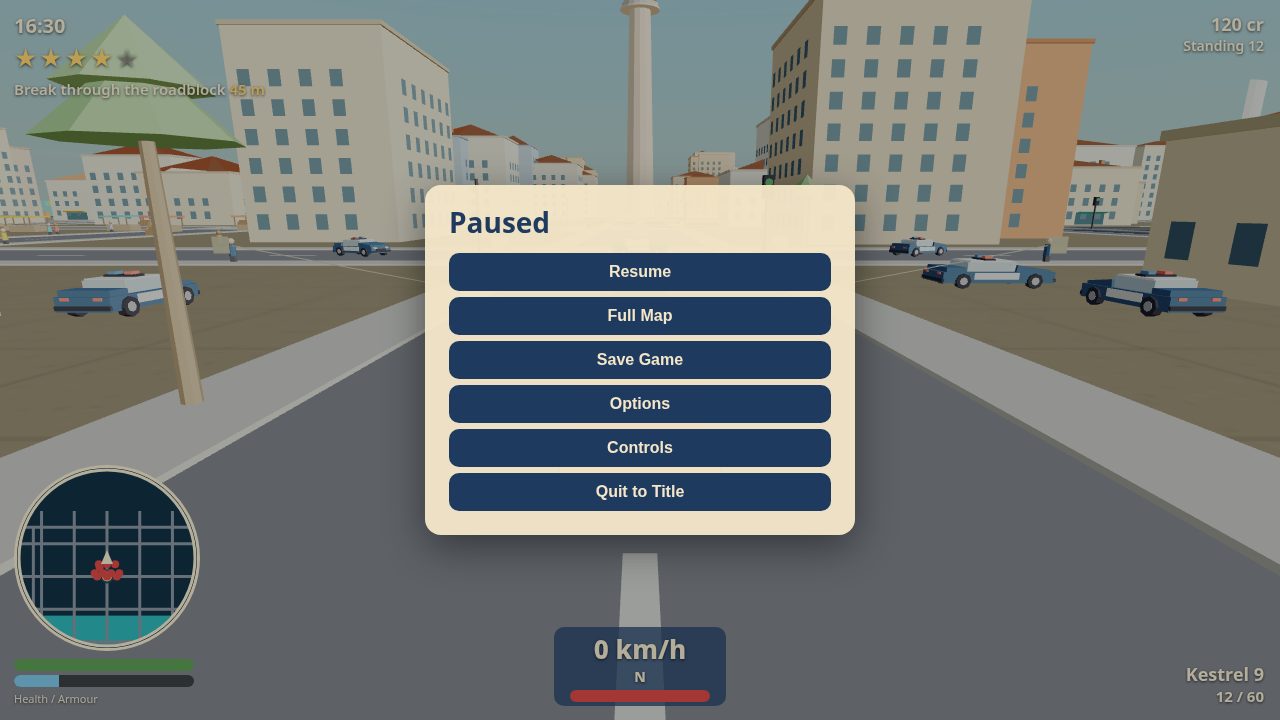 16:30
Break through the roadblock 45 m
120 cr
Standing 12
Paused
Resume
Full Map
Save Game
Options
Controls
Quit to Title
Health / Armour
0 km/h
N
Kestrel 9
12 / 60